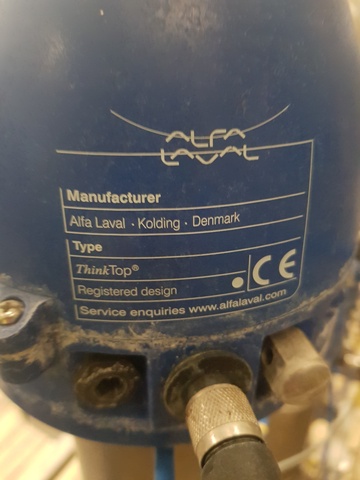 ALFA
LAVAL
Manufacturer
Alfa Laval · Kolding · Denmark
Type
ThinkTop®
Registered design
CE
Service enquiries www.alfalaval.com